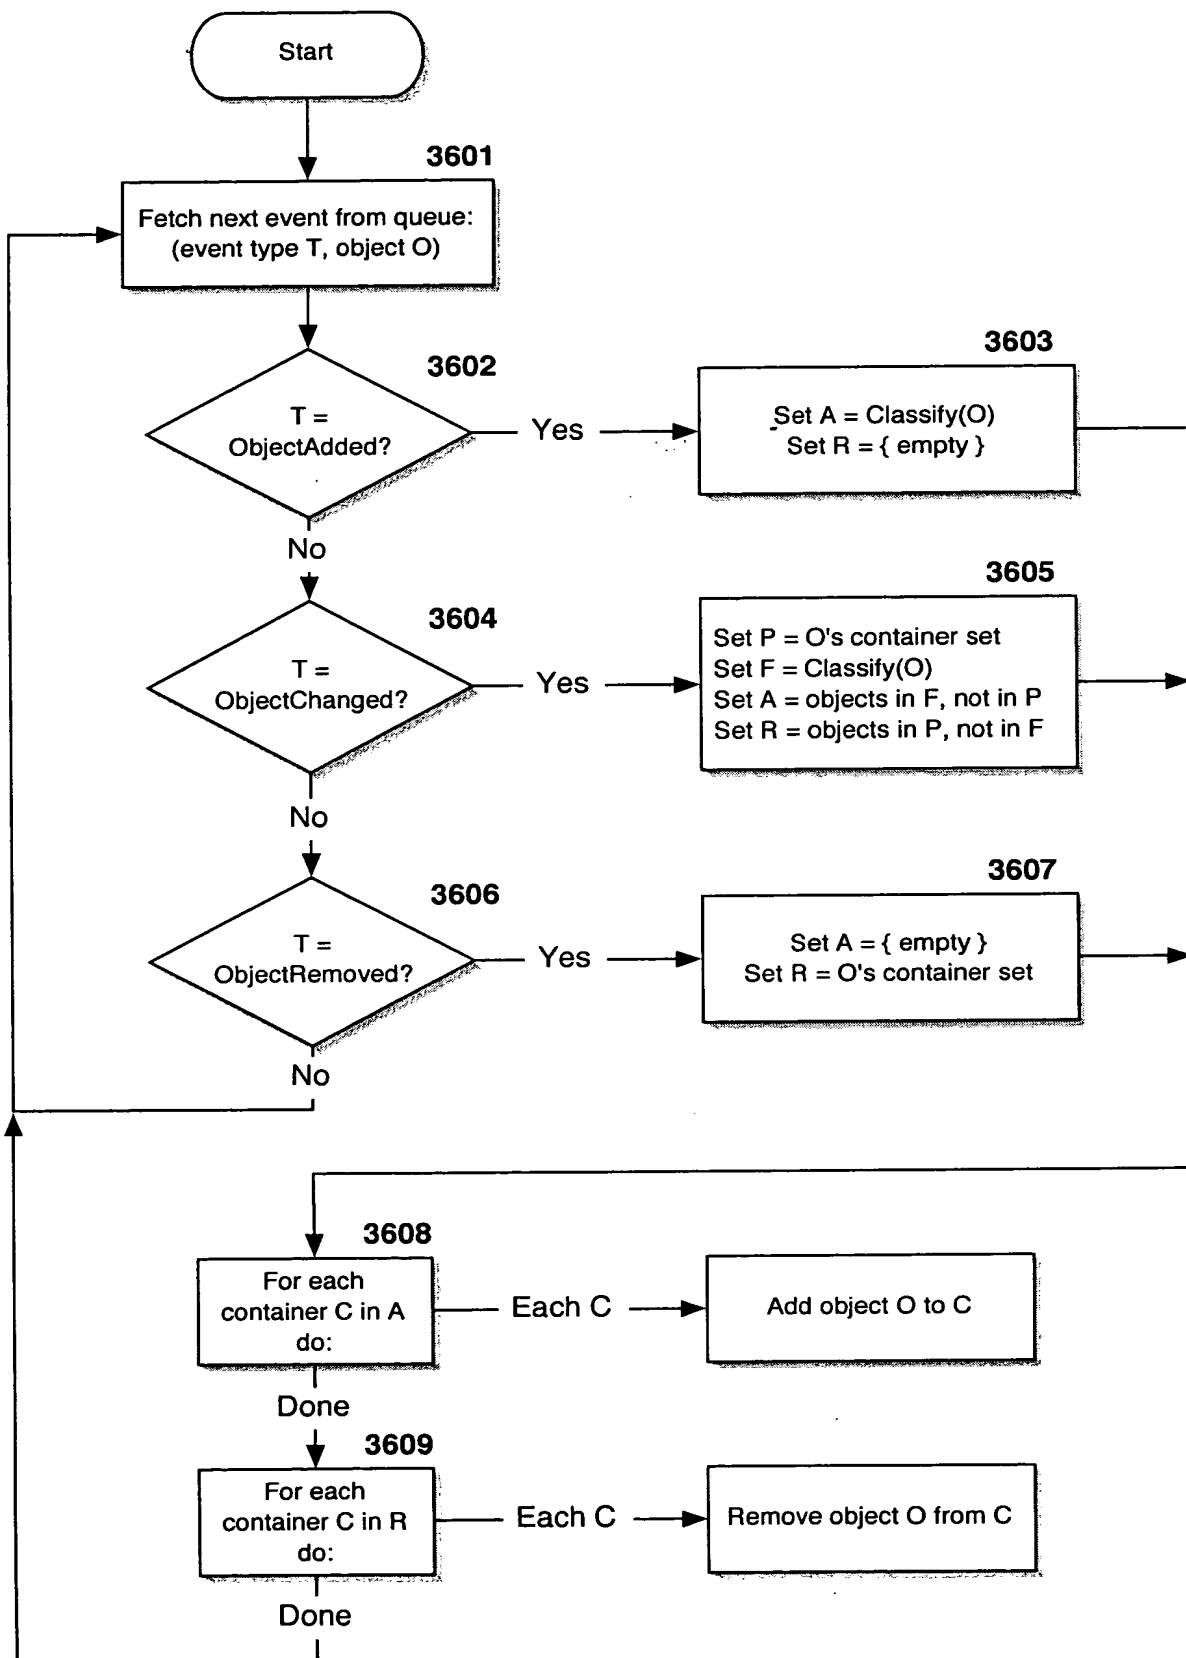 Start
3601
Fetch next event from queue:
(event type T, object O)
3602
T =
ObjectAdded?
Yes
3603
Set A = Classify(O)
Set R = { empty }
No
3604
T =
ObjectChanged?
Yes
3605
Set P = O's container set
Set F = Classify(O)
Set A = objects in F, not in P
Set R = objects in P, not in F
No
3606
T =
ObjectRemoved?
Yes
3607
Set A = { empty }
Set R = O's container set
No
3608
For each
container C in A
do:
Each C
Add object O to C
Done
3609
For each
container C in R
do:
Each C
Remove object O from C
Done